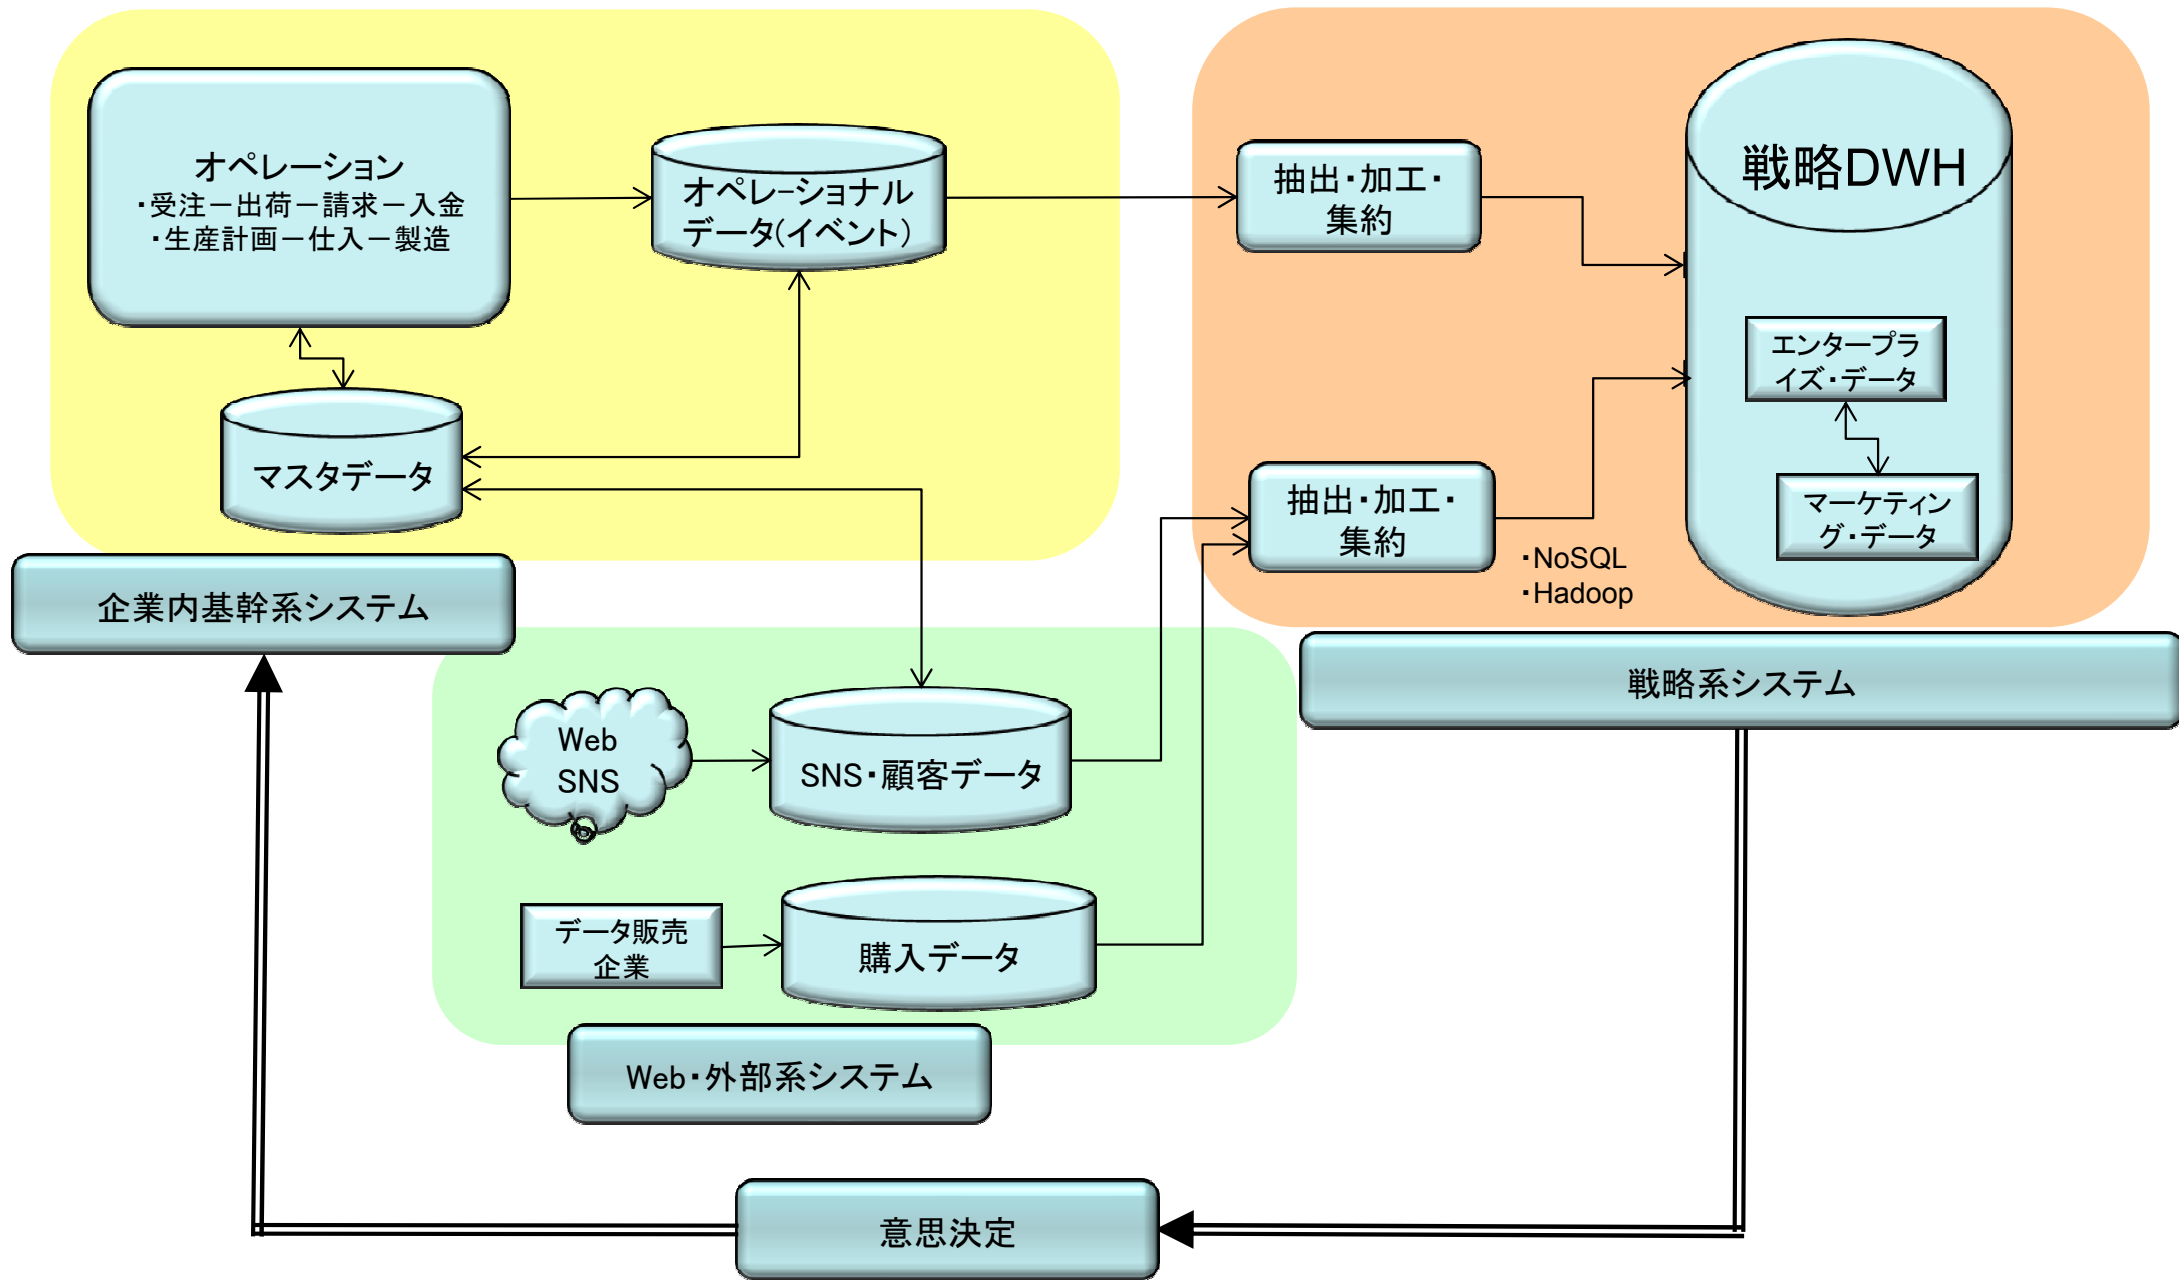 オペレーション
・受注－出荷－請求－入金
・生産計画－仕入－製造
オペレーショナル
データ(イベント)
マスタデータ
企業内基幹系システム
抽出・加工・
集約
戦略DWH
エンタープラ
イズ・データ
マーケティン
グ・データ
抽出・加工・
集約
・NoSQL
・Hadoop
戦略系システム
Web
SNS
SNS・顧客データ
データ販売
企業
購入データ
Web・外部系システム
意思決定